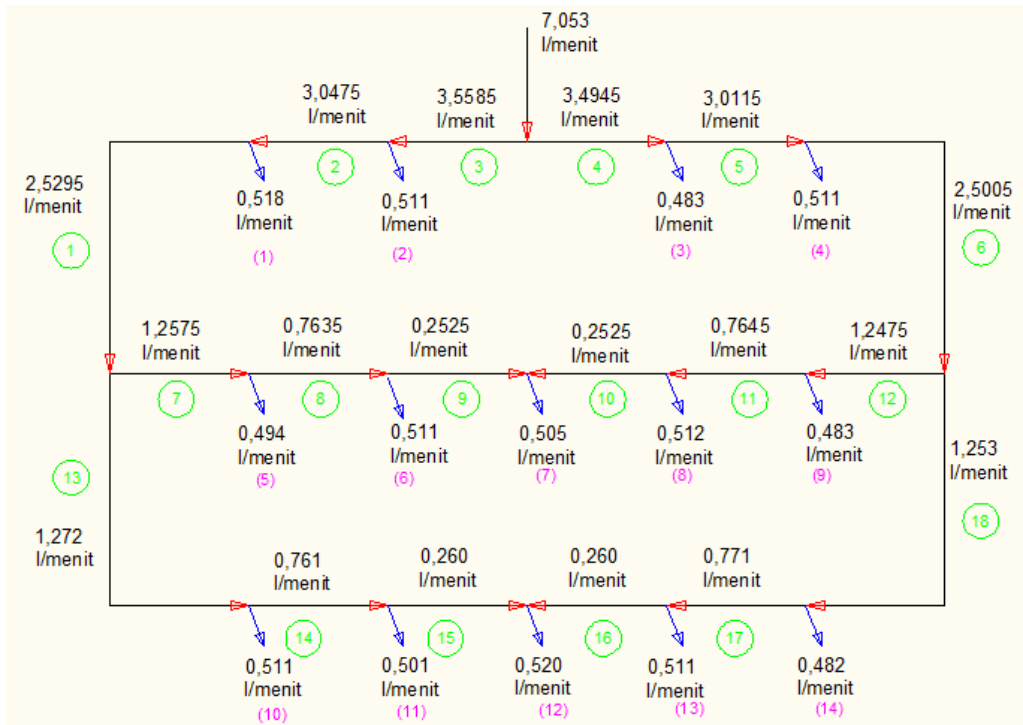 7,053
l/menit
3,0475
l/menit
3,5585
l/menit
3,4945
l/menit
3,0115
l/menit
2
3
4
5
2,5295
l/menit
1
0,518
l/menit
(1)
0,511
l/menit
(2)
0,483
l/menit
(3)
0,511
l/menit
(4)
2,5005
l/menit
6
1,2575
l/menit
0,7635
l/menit
0,2525
l/menit
0,2525
l/menit
0,7645
l/menit
1,2475
l/menit
7
8
9
10
11
12
0,494
l/menit
(5)
0,511
l/menit
(6)
0,505
l/menit
(7)
0,512
l/menit
(8)
0,483
l/menit
(9)
13
1,272
l/menit
1,253
l/menit
18
0,761
l/menit
0,260
l/menit
0,260
l/menit
0,771
l/menit
14
15
16
17
0,511
l/menit
(10)
0,501
l/menit
(11)
0,520
l/menit
(12)
0,511
l/menit
(13)
0,482
l/menit
(14)